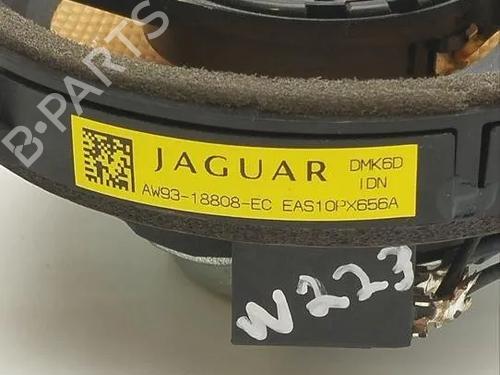 B-PARTS
JAGUAR
DMK6D
IDN
AW93-18808-EC EAS10PX656A
W223